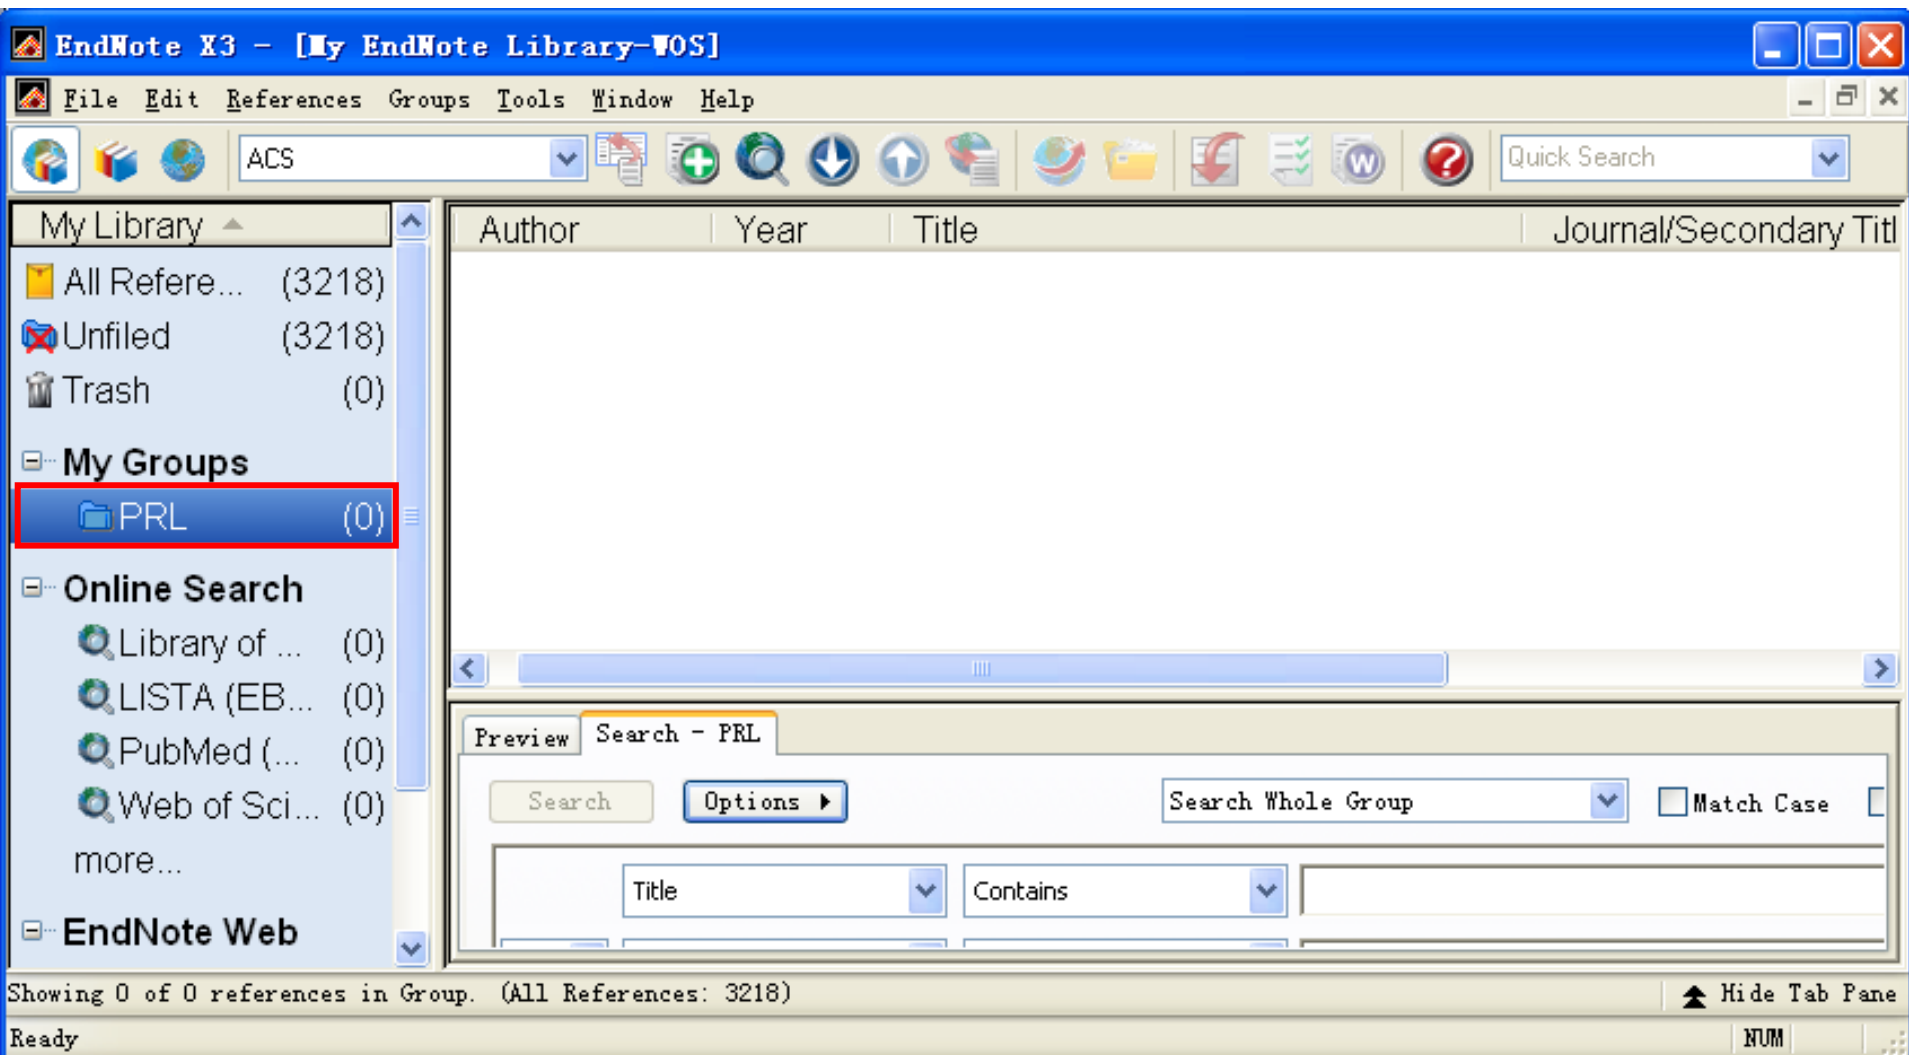 EndNote X3 - [My EndNote Library-WOS]
File Edit References Groups Tools Window Help
ACS
Quick Search
My Library
Author Year Title Journal/Secondary Titl
All Refere... (3218)
Unfiled (3218)
Trash (0)
My Groups
PRL (0)
Online Search
Library of ... (0)
LISTA (EB... (0)
PubMed (... (0)
Web of Sci... (0)
more...
EndNote Web
Preview Search - PRL
Search Options Search Whole Group Match Case
Title Contains
Showing 0 of 0 references in Group. (All References: 3218) Hide Tab Pane
Ready NUM